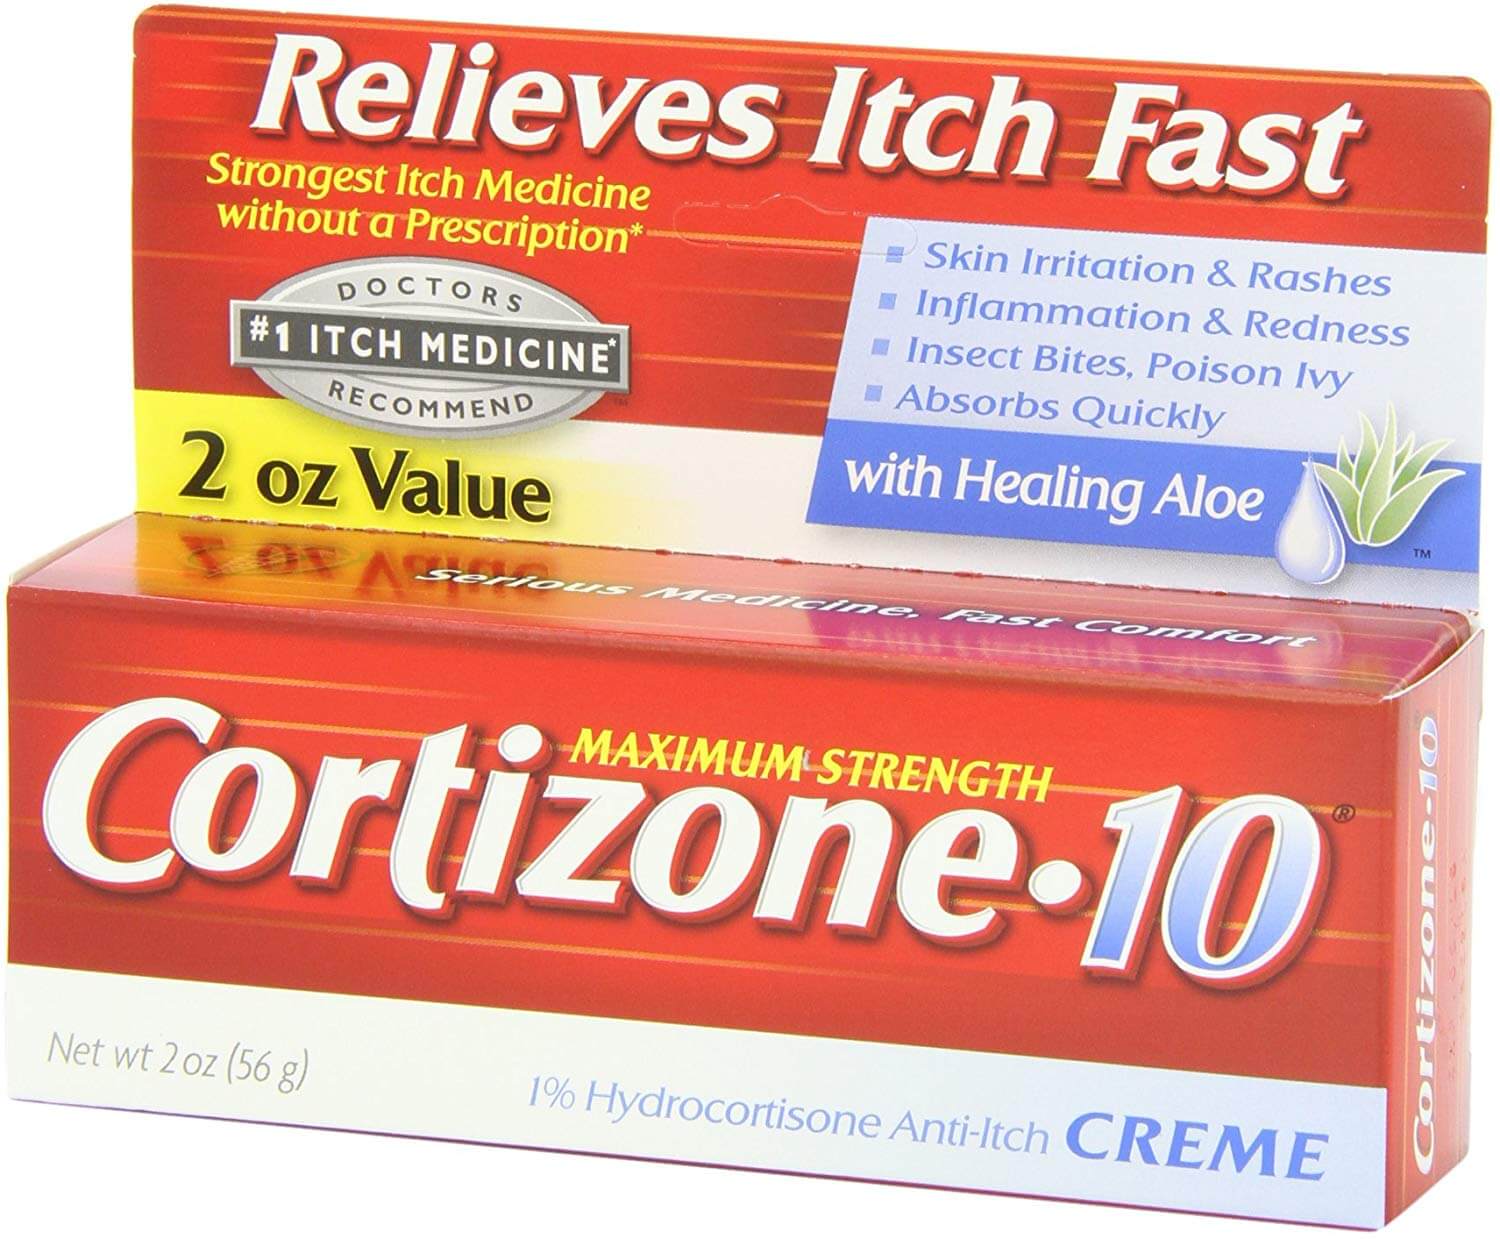 Relieves Itch Fast
Strongest Itch Medicine
without a Prescription*
DOCTORS
#1 ITCH MEDICINE*
RECOMMEND
™
2 oz Value
Skin Irritation & Rashes
Inflammation & Redness
Insect Bites, Poison Ivy
Absorbs Quickly
with Healing Aloe
™
serious Medicine, Fast Comfort
MAXIMUM STRENGTH
Cortizone•10®
Net wt 2 oz (56 g)
1% Hydrocortisone Anti-Itch CREME
Cortizone•10